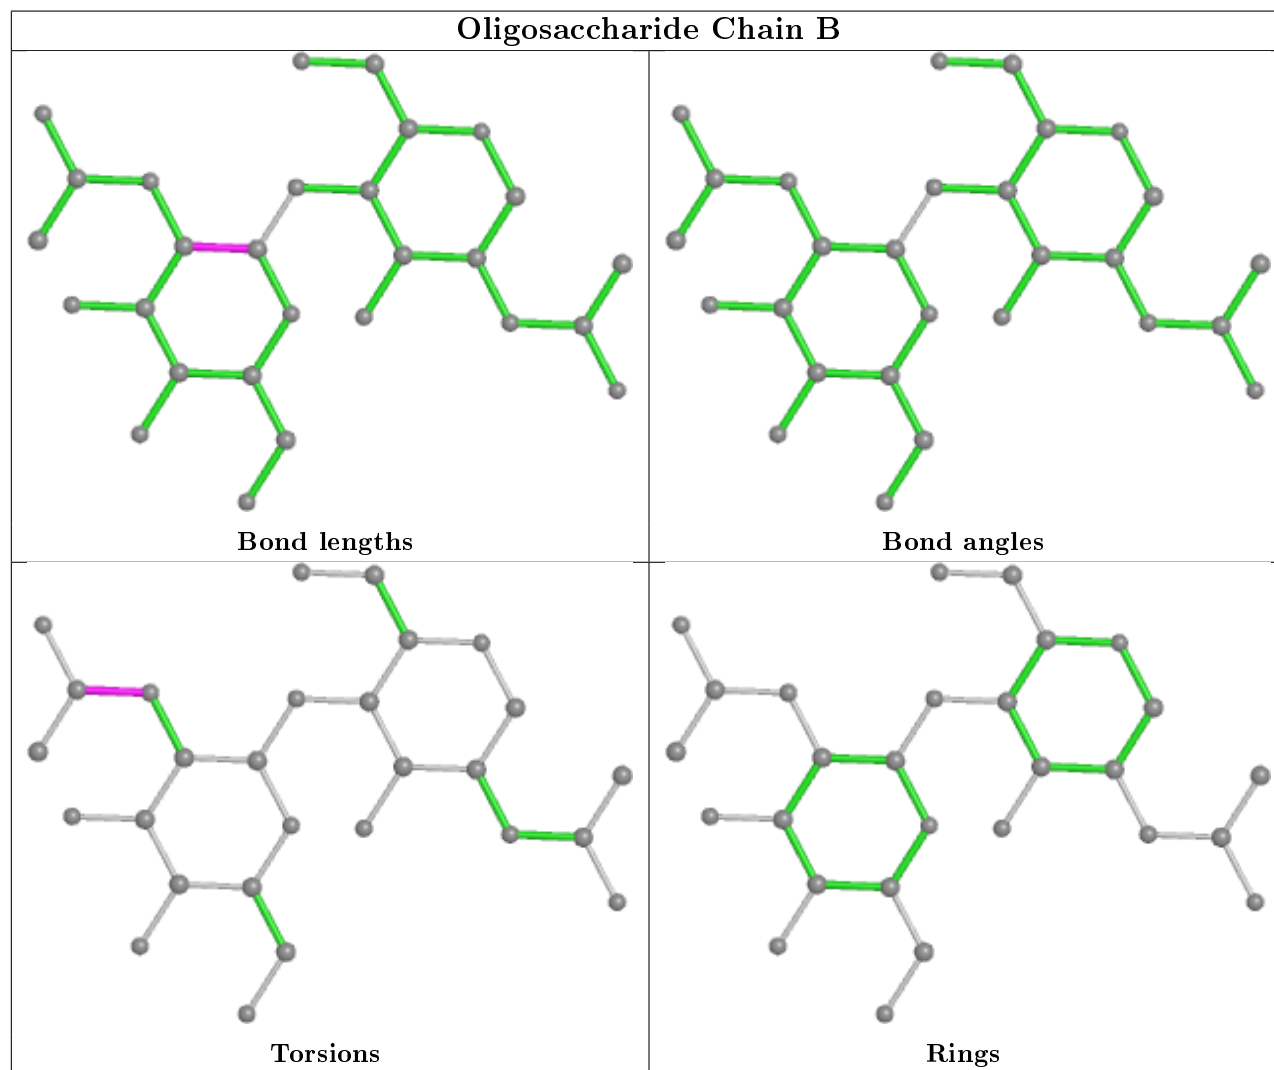 Oligosaccharide Chain B
Bond lengths
Bond angles
Torsions
Rings